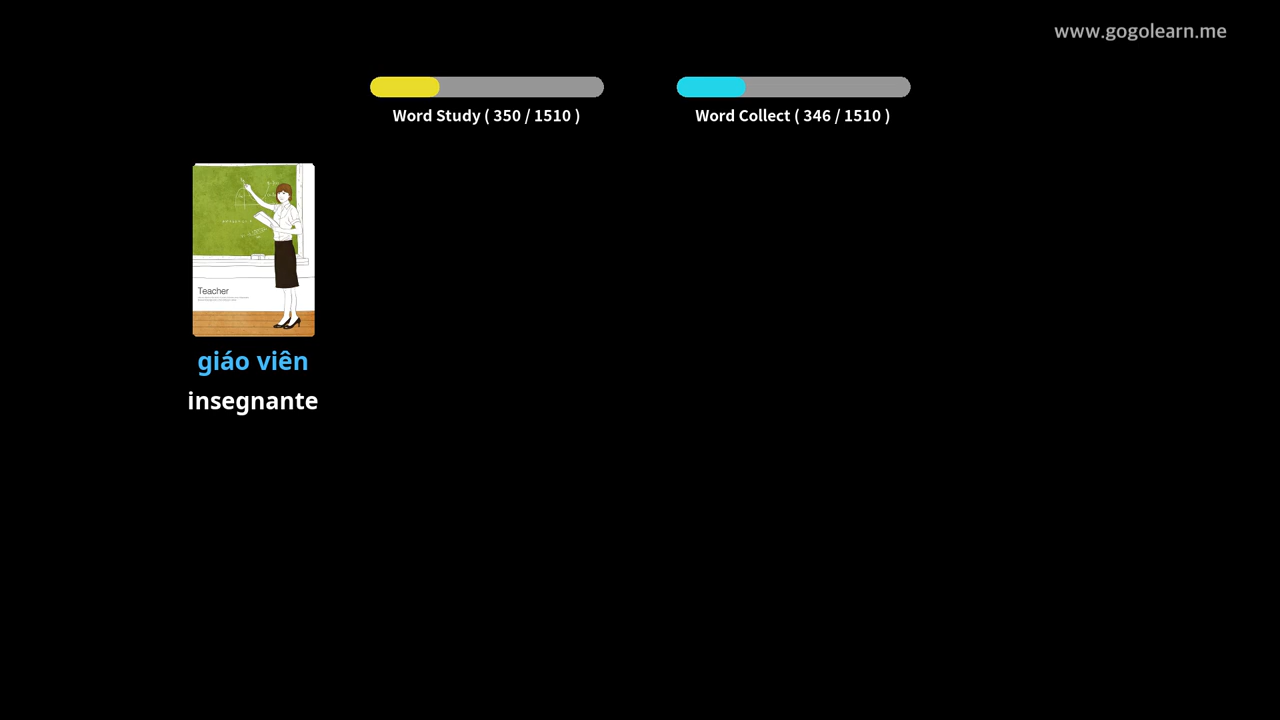 www.gogolearn.me
Word Study ( 350 / 1510 )
Word Collect ( 346 / 1510 )
Teacher
giáo viên
insegnante